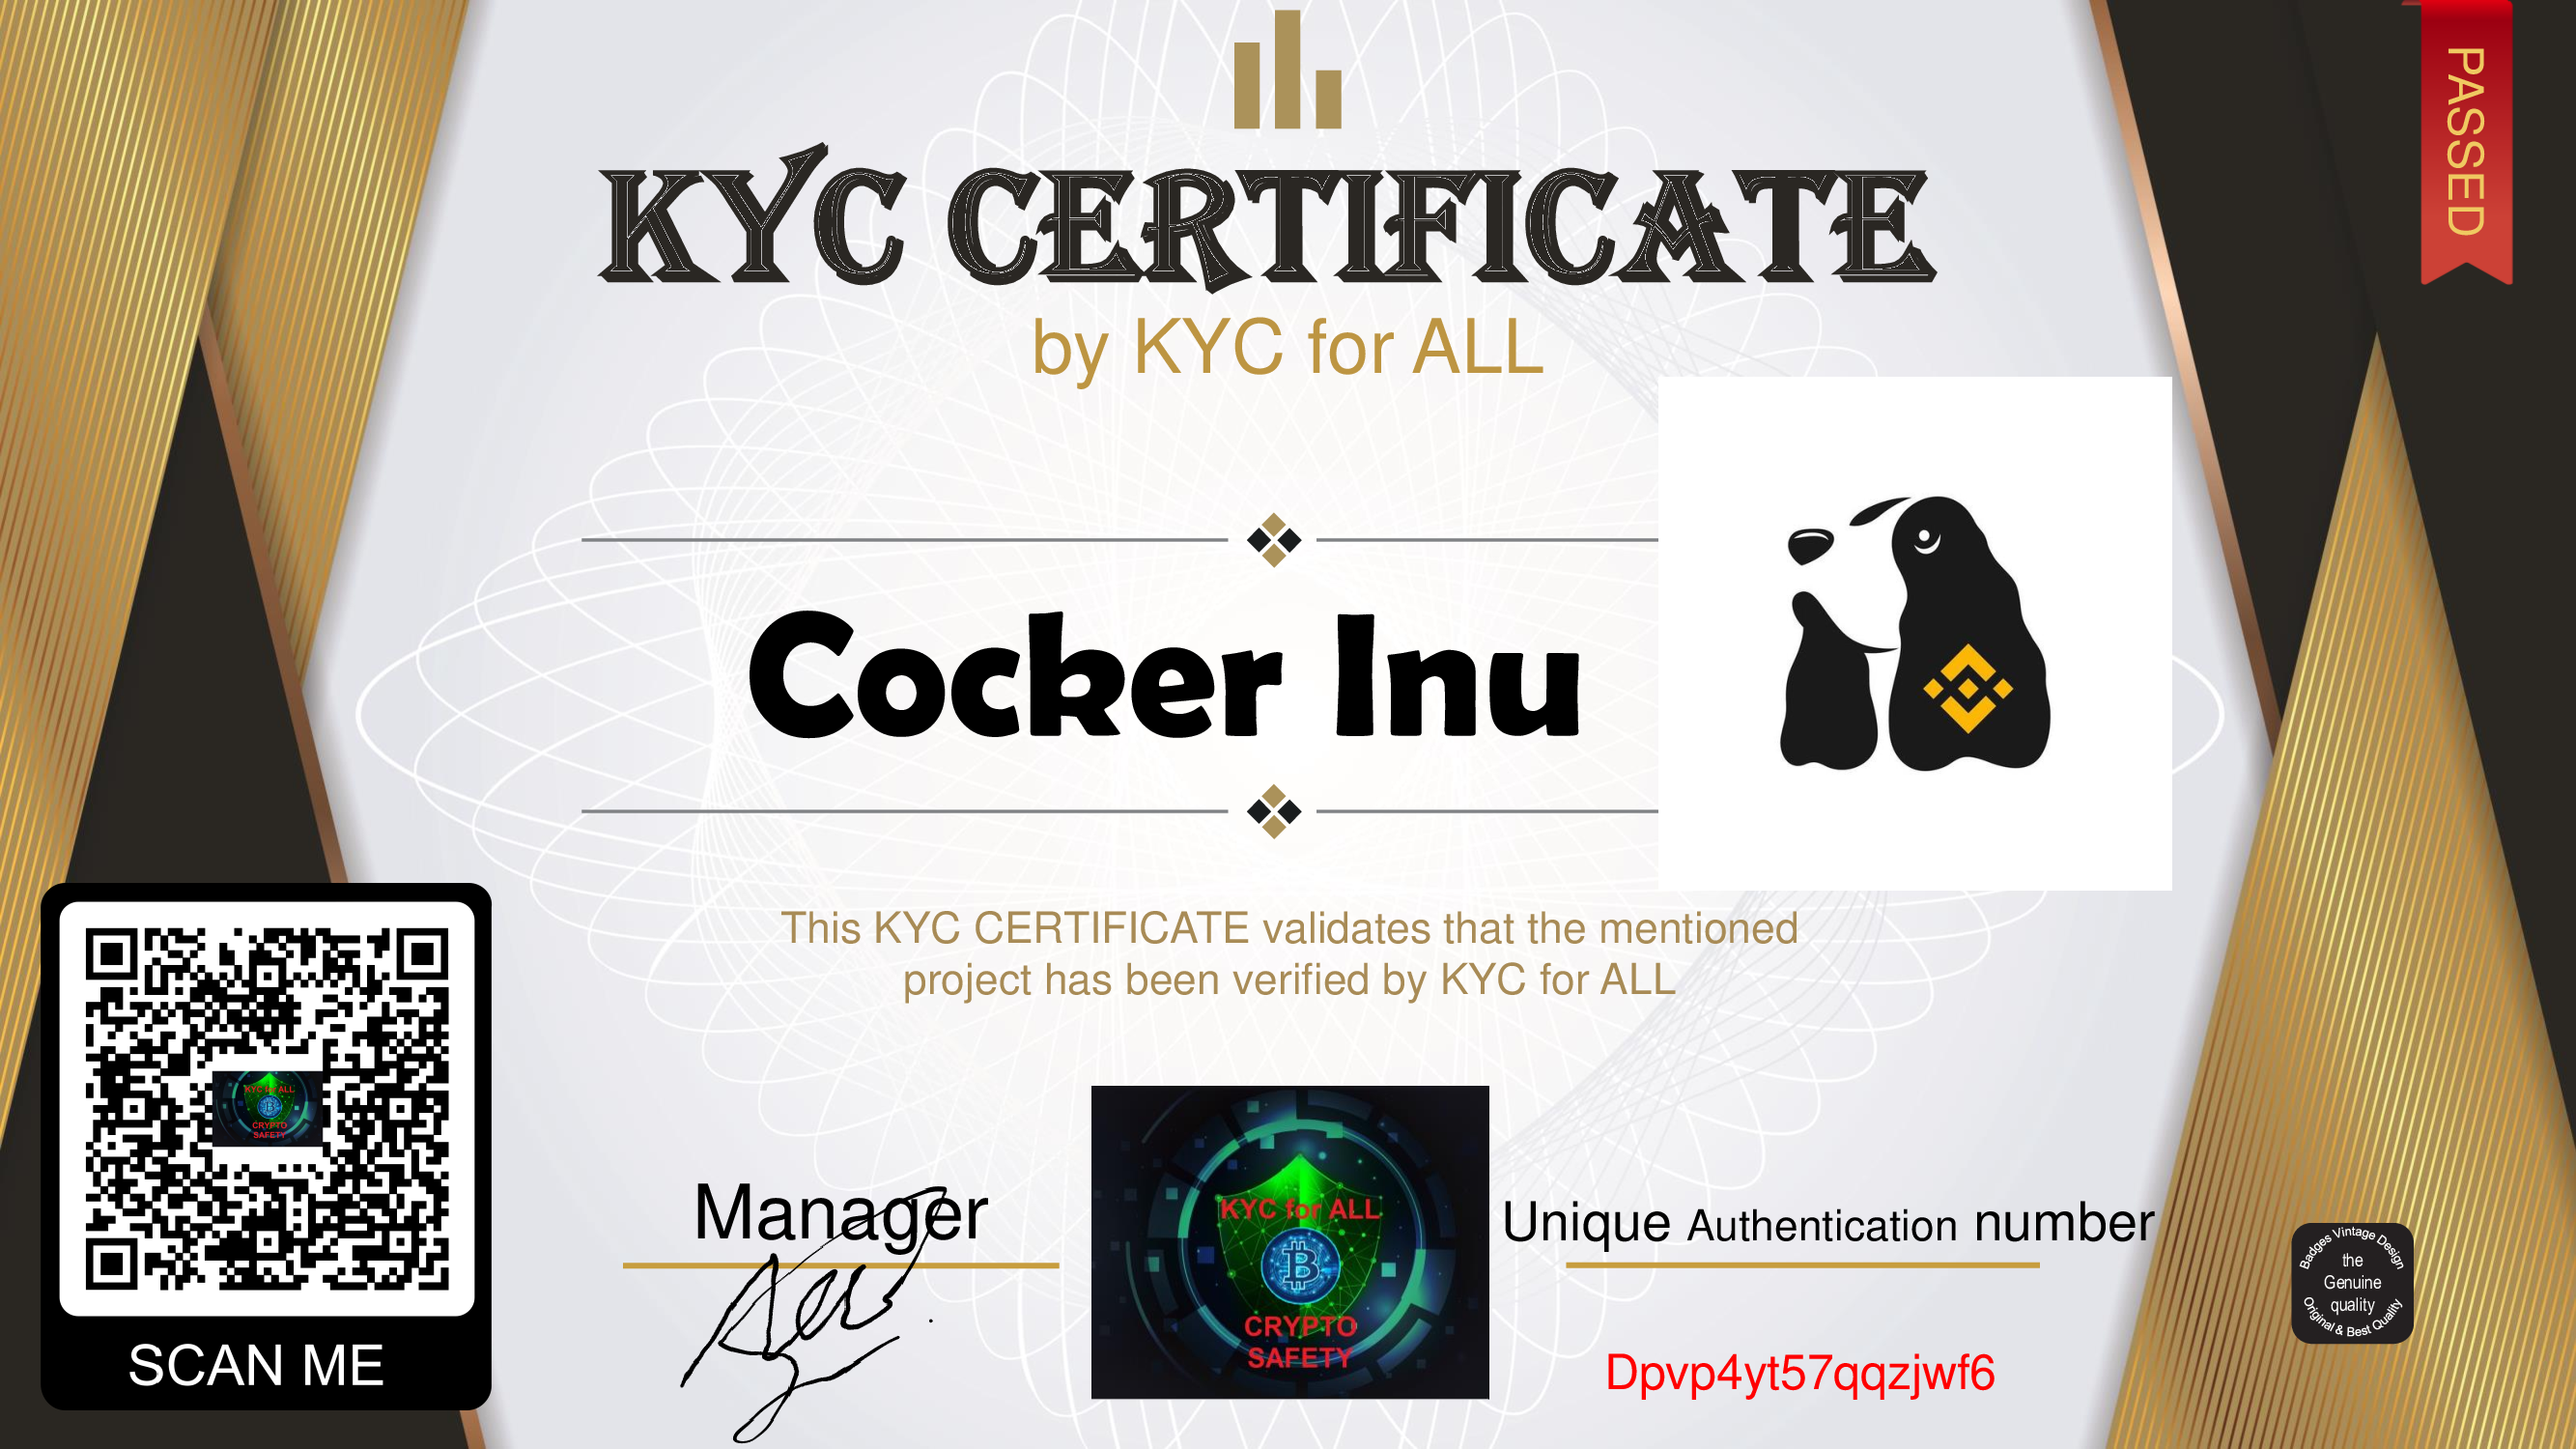 PASSED
KYC CERTIFICATE
by KYC for ALL
Cocker Inu
This KYC CERTIFICATE validates that the mentioned
project has been verified by KYC for ALL
KYC for ALL
CRYPTO
SAFETY
SCAN ME
Manager
KYC for ALL
CRYPTO
SAFETY
Unique Authentication number
Dpvp4yt57qqzjwf6
Badges Vintage Design
the
Genuine
quality
Original & Best Quality